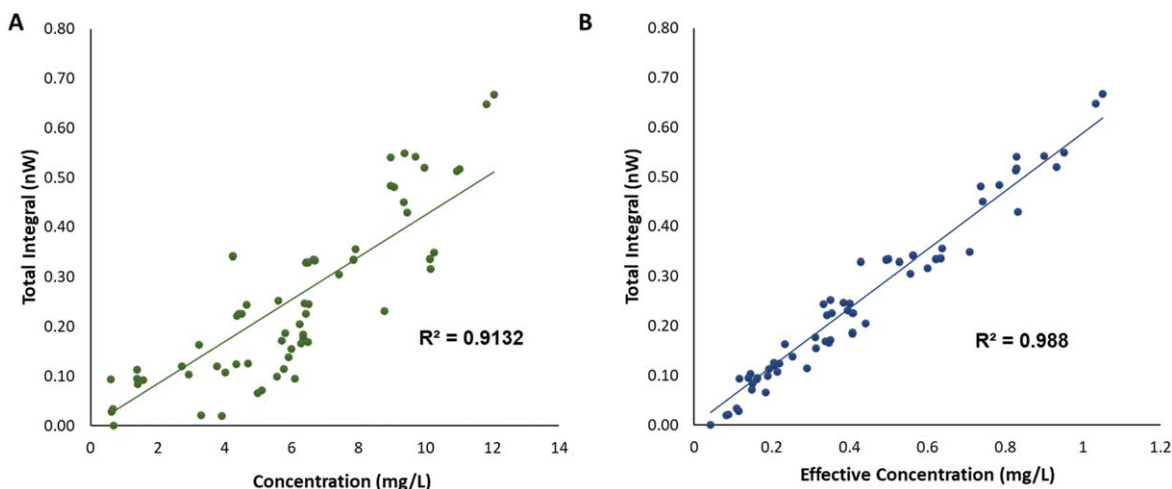 A
0.80
0.70
0.60
0.50
0.40
0.30
0.20
0.10
0.00
Total Integral (nW)
R² = 0.9132
0 2 4 6 8 10 12 14
Concentration (mg/L)
B
0.80
0.70
0.60
0.50
0.40
0.30
0.20
0.10
0.00
Total Integral (nW)
R² = 0.988
0 0.2 0.4 0.6 0.8 1 1.2
Effective Concentration (mg/L)